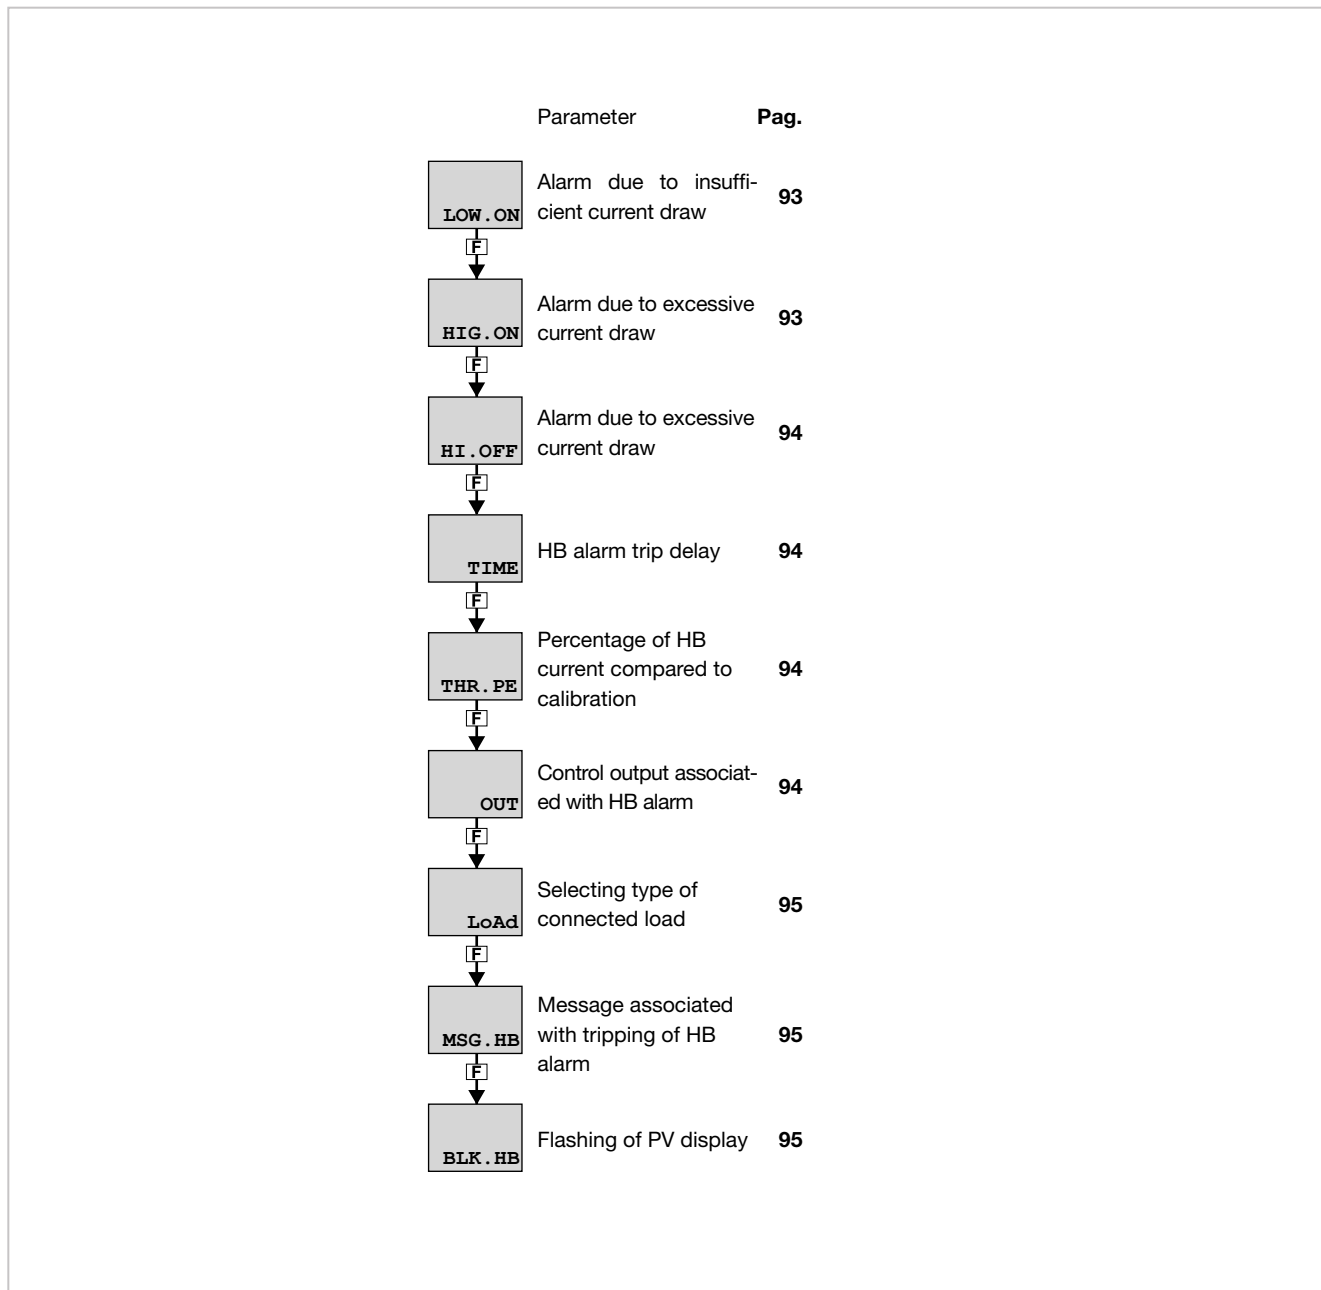 Parameter Pag.
LOW.ON
Alarm due to insuffi-
cient current draw
93
F
HIG.ON
Alarm due to excessive
current draw
93
F
HI.OFF
Alarm due to excessive
current draw
94
F
TIME
HB alarm trip delay
94
F
THR.PE
Percentage of HB
current compared to
calibration
94
F
OUT
Control output associat-
ed with HB alarm
94
F
LoAd
Selecting type of
connected load
95
F
MSG.HB
Message associated
with tripping of HB
alarm
95
F
BLK.HB
Flashing of PV display
95